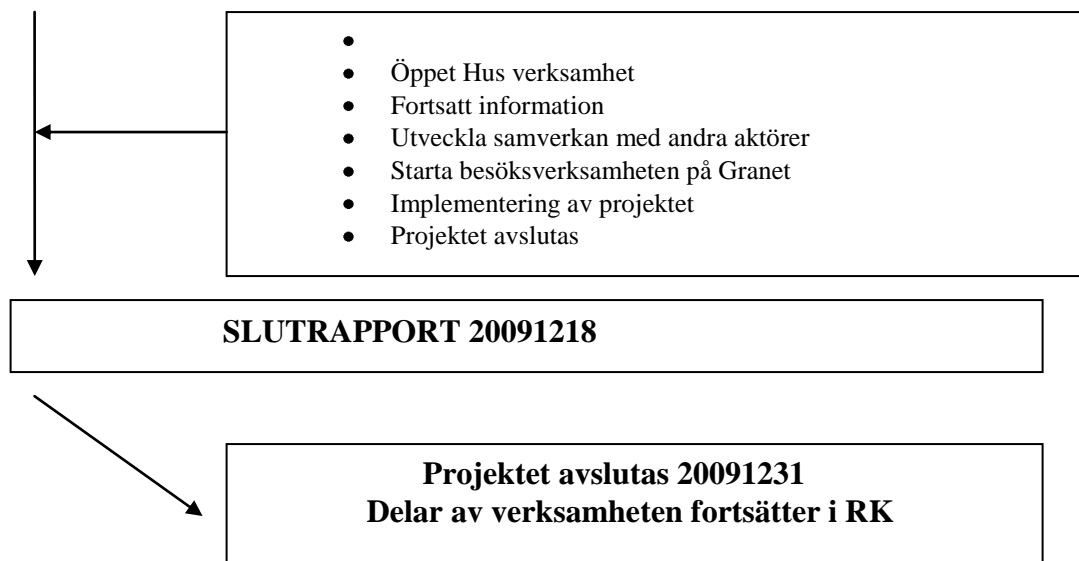 •
• Öppet Hus verksamhet
• Fortsatt information
• Utveckla samverkan med andra aktörer
• Starta besöksverksamheten på Granet
• Implementering av projektet
• Projektet avslutas
SLUTRAPPORT 20091218
Projektet avslutas 20091231
Delar av verksamheten fortsätter i RK